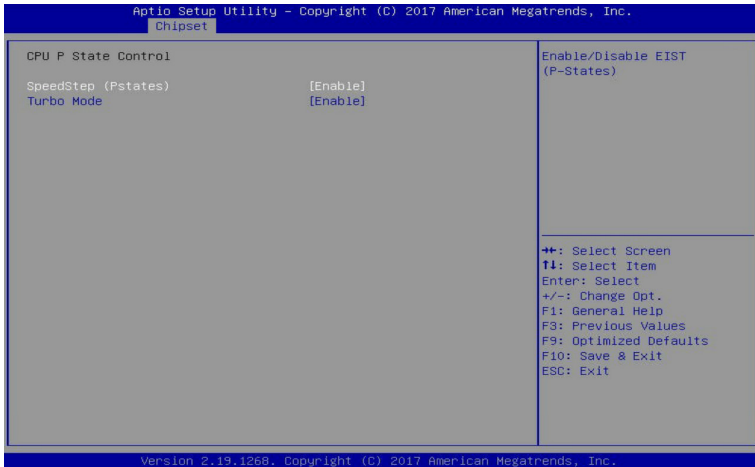 Aptio Setup Utility – Copyright (C) 2017 American Megatrends, Inc.
Chipset
CPU P State Control
SpeedStep (Pstates) [Enable]
Turbo Mode [Enable]
Enable/Disable EIST
(P-States)
→←: Select Screen
↑↓: Select Item
Enter: Select
+/-: Change Opt.
F1: General Help
F3: Previous Values
F9: Optimized Defaults
F10: Save & Exit
ESC: Exit
Version 2.19.1268. Copyright (C) 2017 American Megatrends, Inc.